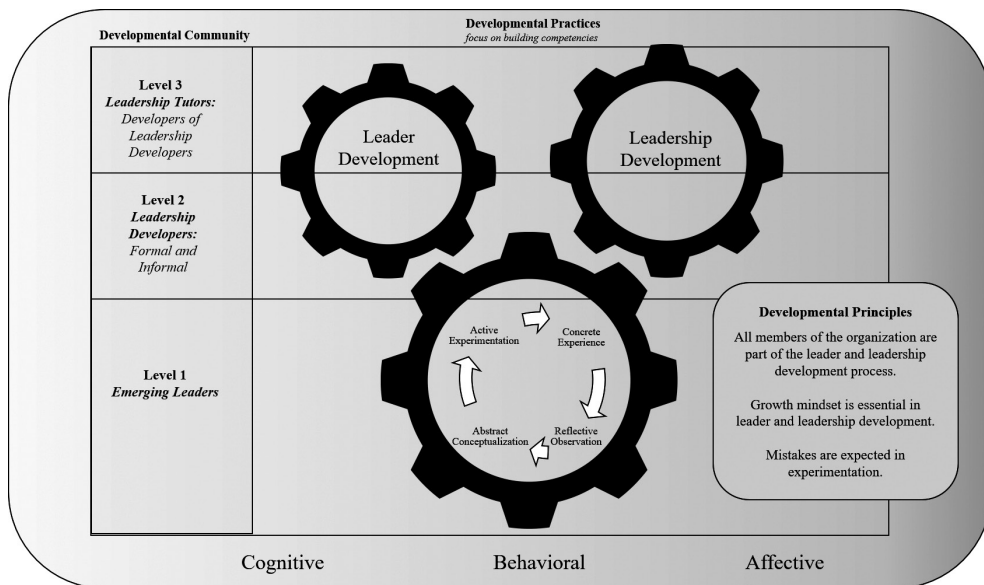 Developmental Community
Developmental Practices
focus on building competencies
Level 3
Leadership Tutors:
Developers of
Leadership
Developers
Leader
Development
Leadership
Development
Level 2
Leadership
Developers:
Formal and
Informal
Level 1
Emerging Leaders
Active
Experimentation
Concrete
Experience
Abstract
Conceptualization
Reflective
Observation
Developmental Principles
All members of the organization are
part of the leader and leadership
development process.
Growth mindset is essential in
leader and leadership development.
Mistakes are expected in
experimentation.
Cognitive
Behavioral
Affective